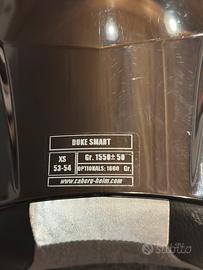 DUKE SMART
XS
53-54
Gr. 1550± 50
OPTIONALS: 1600 Gr.
www.caberg-helm.com
subito